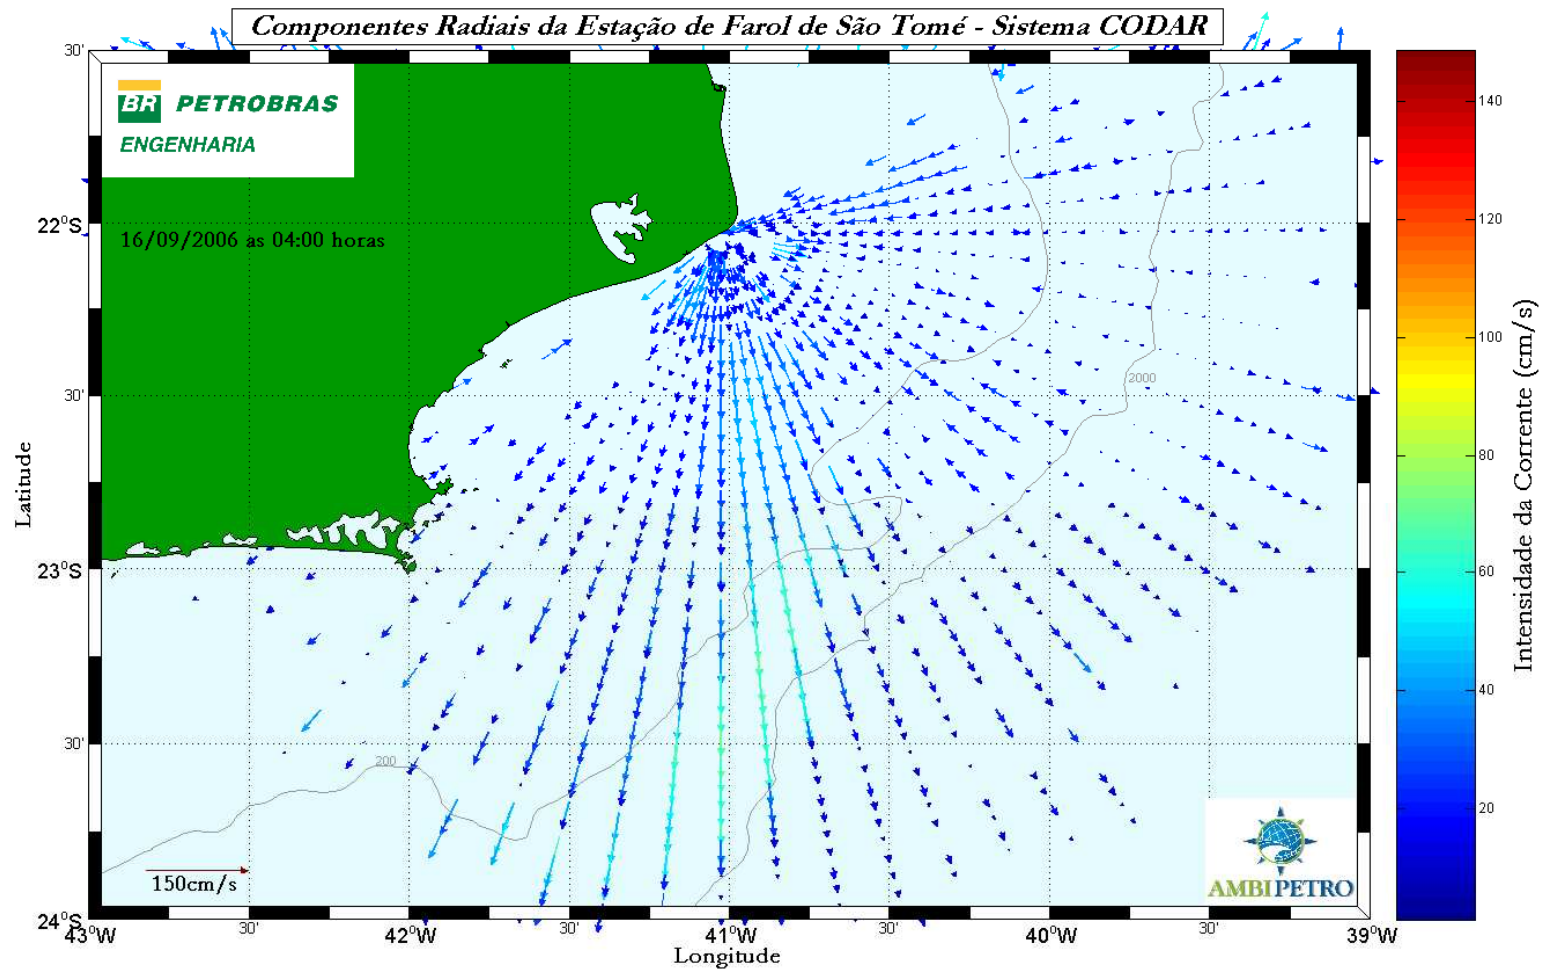 Componentes Radiais da Estação de Farol de São Tomé - Sistema CODAR
30'
BR PETROBRAS
ENGENHARIA
140
120
22°S
16/09/2006 as 04:00 horas
100
2000
30'
80
Latitude
Intensidade da Corrente (cm/s)
23°S
60
40
30'
200
20
150cm/s
AMBIPETRO
24°S
43°W 30' 42°W 30' 41°W 30' 40°W 30' 39°W
Longitude